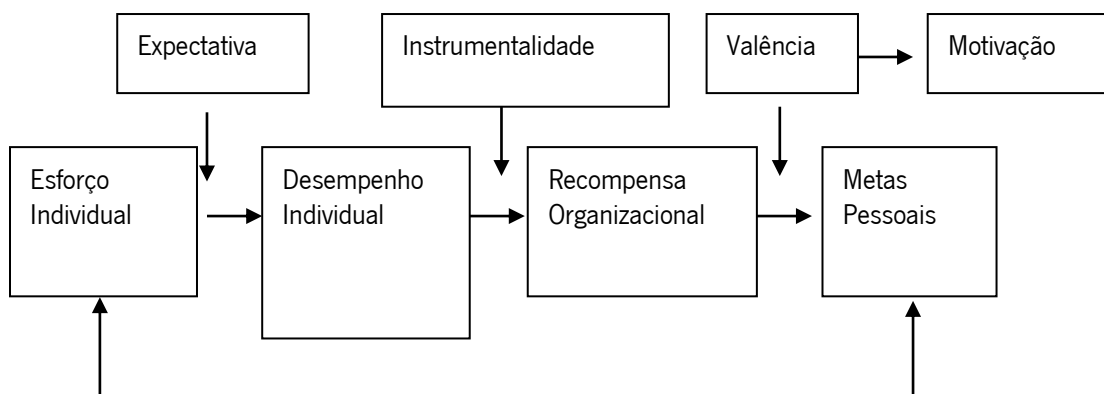 Expectativa
Instrumentalidade
Valência
Motivação
Esforço
Individual
Desempenho
Individual
Recompensa
Organizacional
Metas
Pessoais